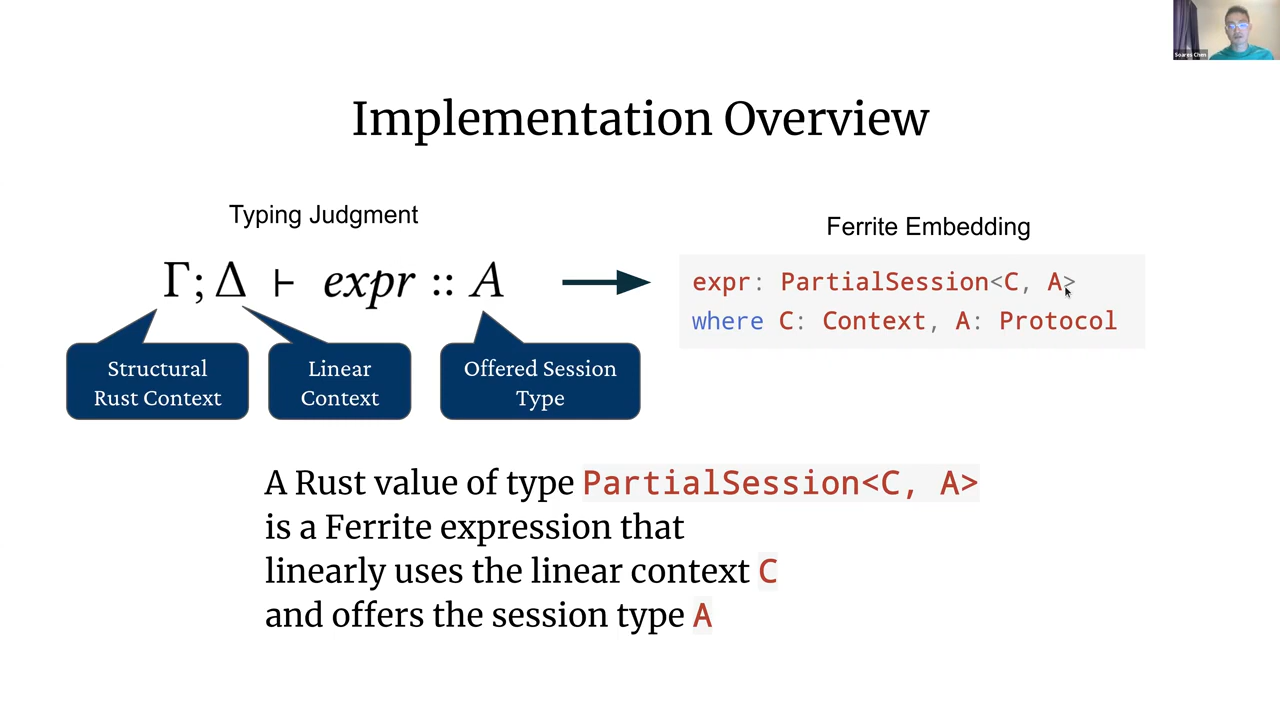 Soares Chen
Implementation Overview
Typing Judgment
Γ; Δ ⊢ expr :: A
Structural
Rust Context
Linear
Context
Offered Session
Type
Ferrite Embedding
expr: PartialSession<C, A>
where C: Context, A: Protocol
A Rust value of type PartialSession<C, A>
is a Ferrite expression that
linearly uses the linear context C
and offers the session type A